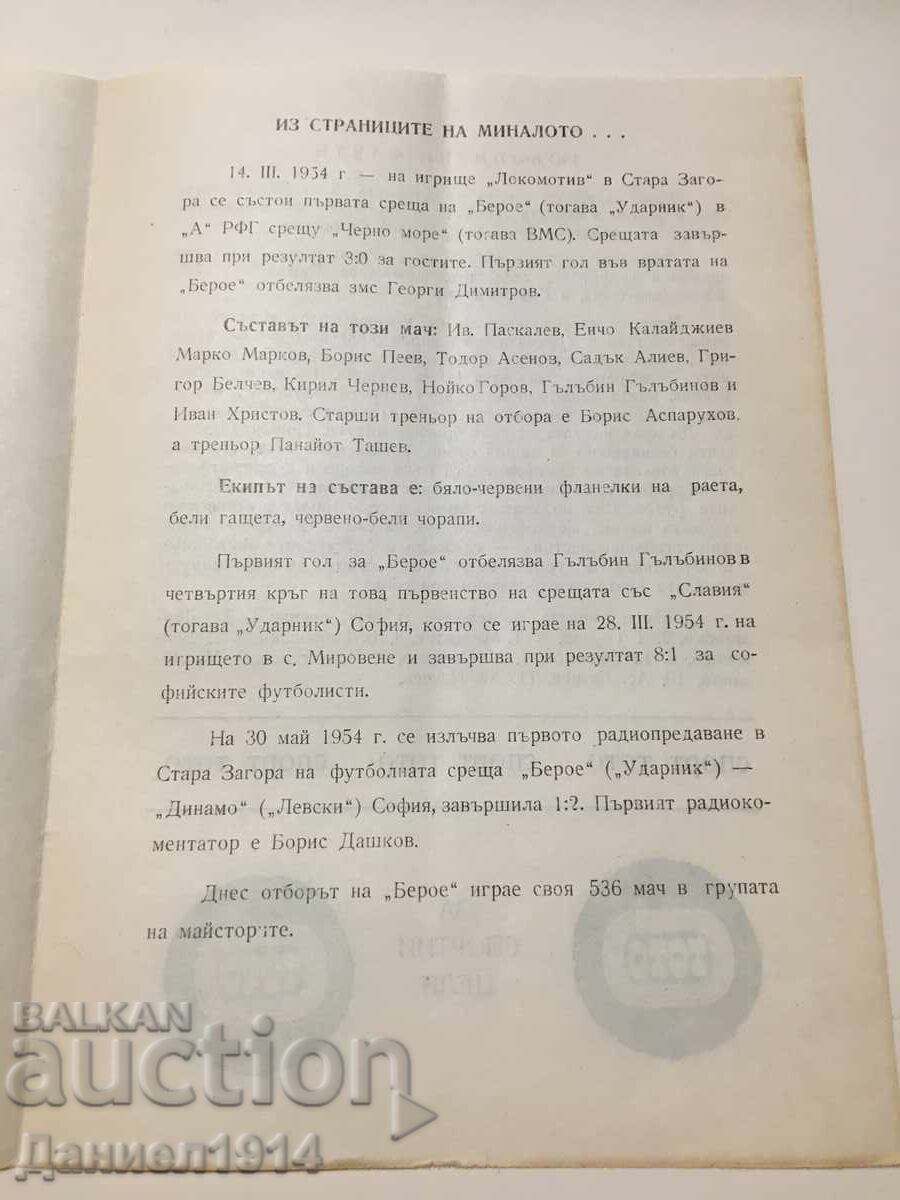 ИЗ СТРАНИЦИТЕ НА МИНАЛОТО . . .
14. III. 1954 г — на игрище „Локомотив“ в Стара Заго-
ра се състои първата среща на „Берое“ (тогава „Ударник“) в
„А“ РФГ срещу „Черно море“ (тогава ВМС). Срещата завър-
шва при резултат 3:0 за гостите. Пързият гол във вратата на
„Берое“ отбелязва змс Георги Димитров.
Съставът на този мач: Ив. Паскалев, Енчо Калайджиев
Марко Марков, Борис Пеев, Тодор Асенов, Садък Алиев, Гри-
гор Белчев, Кирил Чернев, Нойко Горов, Гълъбин Гълъбинов и
Иван Христов. Старши треньор на отбора е Борис Аспарухов,
а треньор Панайот Ташев.
Екипът на състава е: бяло-червени фланелки на раета,
бели гащета, червено-бели чорапи.
Първият гол за „Берое“ отбелязва Гълъбин Гълъбинов в
четвъртия кръг на това първенство на срещата със „Славия“
(тогава „Ударник“) София, която се играе на 28. III. 1954 г. на
игрището в с. Мировене и завършва при резултат 8:1 за со-
фийските футболисти.
На 30 май 1954 г. се излъчва първото радиопредаване в
Стара Загора на футболната среща „Берое“ („Ударник“) —
„Динамо“ („Левски“) София, завършила 1:2. Първият радиоко-
ментатор е Борис Дашков.
Днес отборът на „Берое“ играе своя 536 мач в групата
на майсторите.
BALKAN
auction
Даниел1914